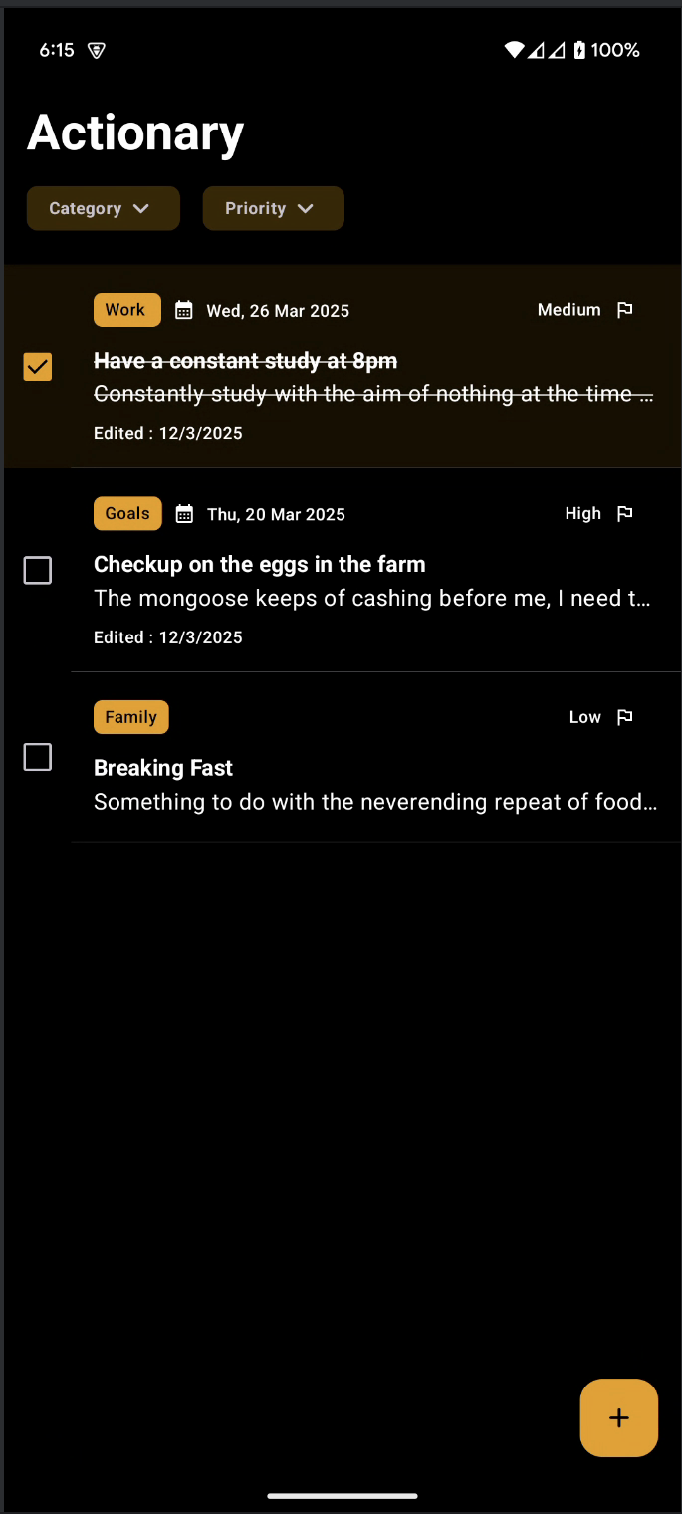 6:15 100%
Actionary
Category Priority
Work Wed, 26 Mar 2025 Medium
Have a constant study at 8pm
Constantly study with the aim of nothing at the time ...
Edited : 12/3/2025
Goals Thu, 20 Mar 2025 High
Checkup on the eggs in the farm
The mongoose keeps of cashing before me, I need t...
Edited : 12/3/2025
Family Low
Breaking Fast
Something to do with the neverending repeat of food...